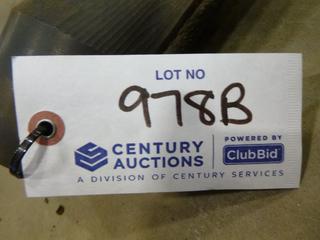 LOT NO
978B
CENTURY AUCTIONS
POWERED BY
ClubBid
A DIVISION OF CENTURY SERVICES